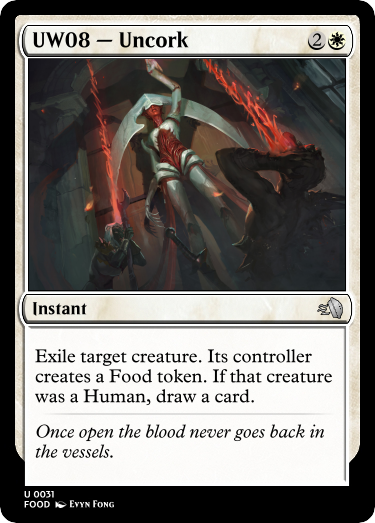 UW08 — Uncork
2
Instant
Exile target creature. Its controller
creates a Food token. If that creature
was a Human, draw a card.
Once open the blood never goes back in
the vessels.
U 0031
FOOD Evyn Fong